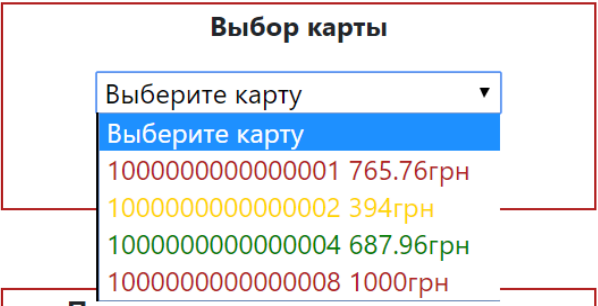 Выбор карты
Выберите карту
Выберите карту
1000000000000001 765.76грн
1000000000000002 394грн
1000000000000004 687.96грн
1000000000000008 1000грн